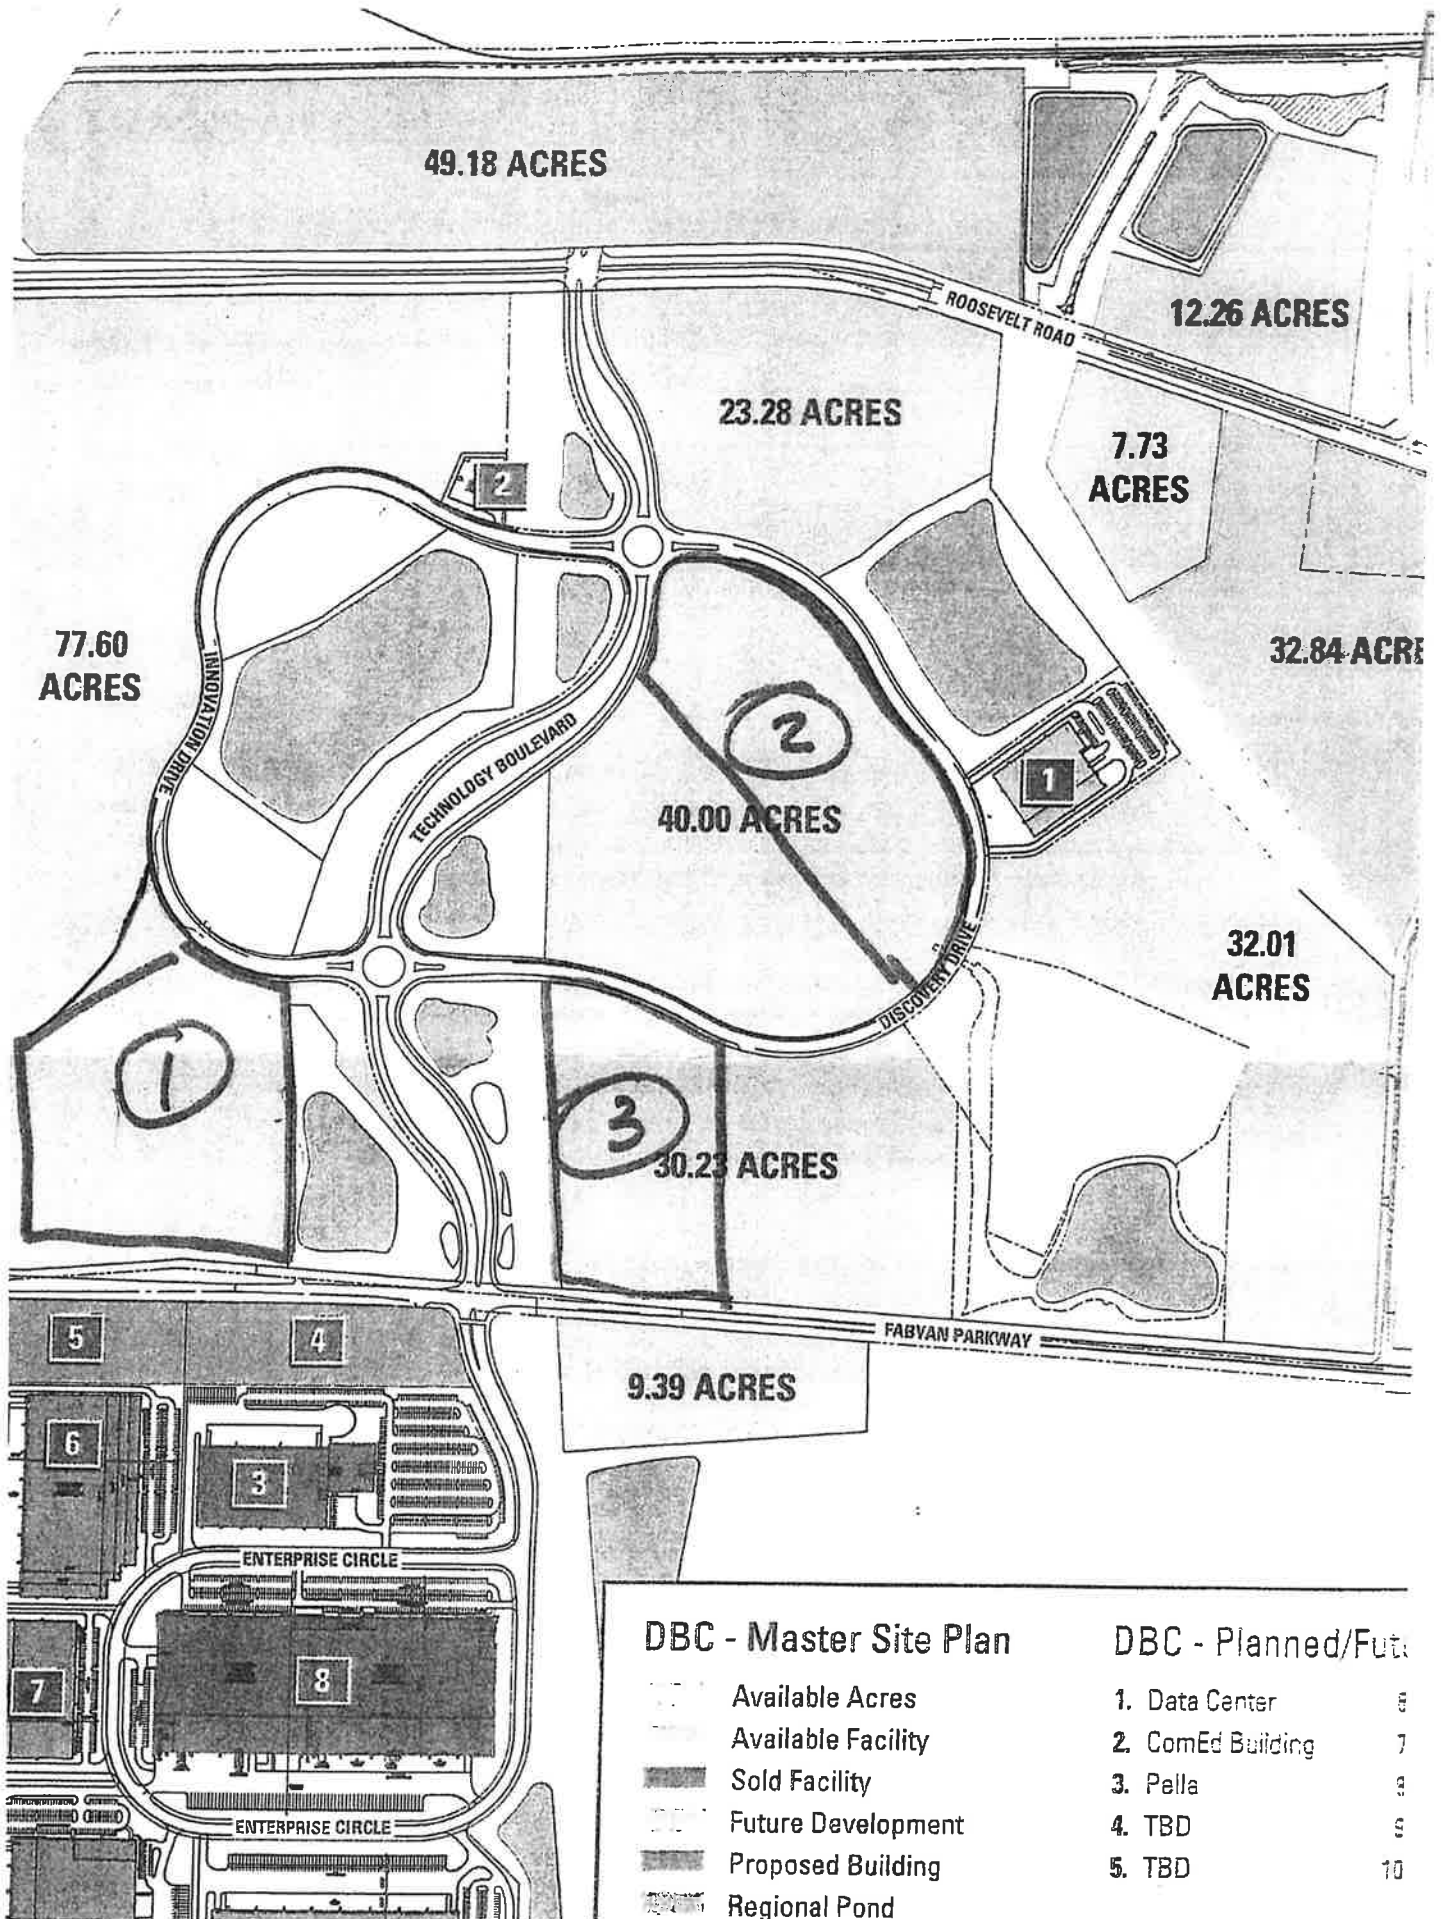 49.18 ACRES
ROOSEVELT ROAD
12.26 ACRES
23.28 ACRES
7.73
ACRES
2
77.60
ACRES
32.84 ACRE
INNOVATION DRIVE
TECHNOLOGY BOULEVARD
2
1
40.00 ACRES
DISCOVERY DRIVE
32.01
ACRES
1
3
30.23 ACRES
FABYAN PARKWAY
5
4
9.39 ACRES
6
3
ENTERPRISE CIRCLE
7
8
ENTERPRISE CIRCLE
DBC - Master Site Plan
Available Acres
Available Facility
Sold Facility
Future Development
Proposed Building
Regional Pond
DBC - Planned/Futu
1. Data Center
2. ComEd Building 7
3. Pella
4. TBD
5. TBD 10